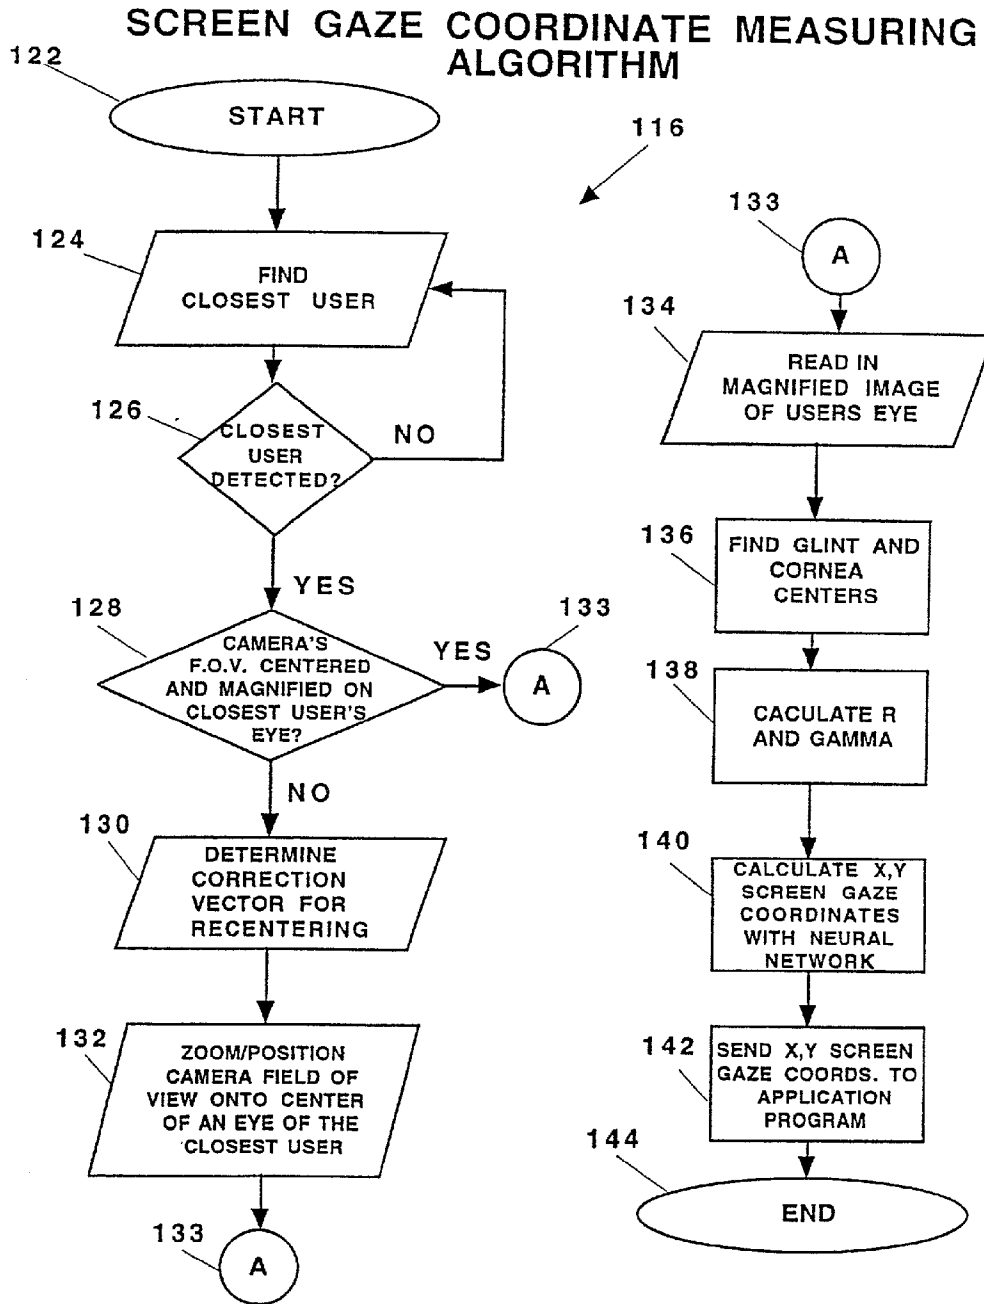 SCREEN GAZE COORDINATE MEASURING
ALGORITHM
122
START
116
124
FIND
CLOSEST USER
126
CLOSEST
USER
DETECTED?
NO
YES
128
CAMERA'S
F.O.V. CENTERED
AND MAGNIFIED ON
CLOSEST USER'S
EYE?
YES
133
A
NO
130
DETERMINE
CORRECTION
VECTOR FOR
RECENTERING
132
ZOOM/POSITION
CAMERA FIELD OF
VIEW ONTO CENTER
OF AN EYE OF THE
CLOSEST USER
133
A
133
A
134
READ IN
MAGNIFIED IMAGE
OF USERS EYE
136
FIND GLINT AND
CORNEA
CENTERS
138
CACULATE R
AND GAMMA
140
CALCULATE X,Y
SCREEN GAZE
COORDINATES
WITH NEURAL
NETWORK
142
SEND X,Y SCREEN
GAZE COORDS. TO
APPLICATION
PROGRAM
144
END